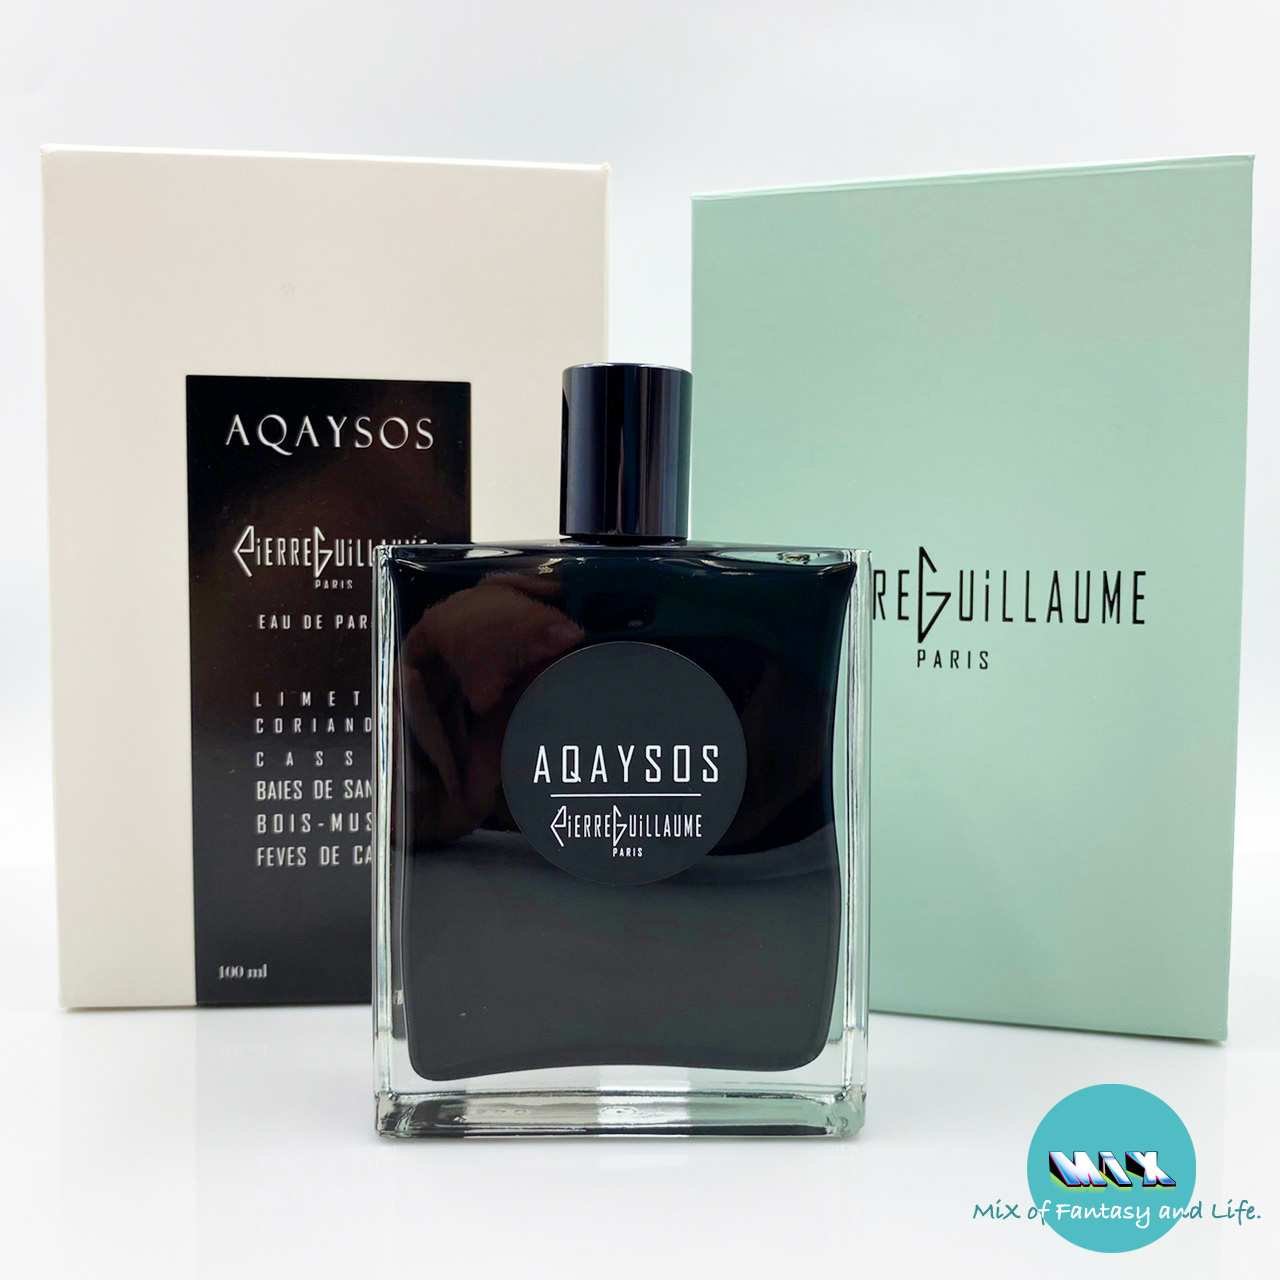 AQAYSOS
PIERREGUiLLAUME
PARIS
EAU DE PAR
LIMET
CORIAND
CASS
BAIES DE SAN
BOIS-MUS
FEVES DE CA
100 ml
AQAYSOS
PiERREGUiLLAUME
PARIS
REGUiLLAUME
PARIS
MiX
MiX of Fantasy and Life.